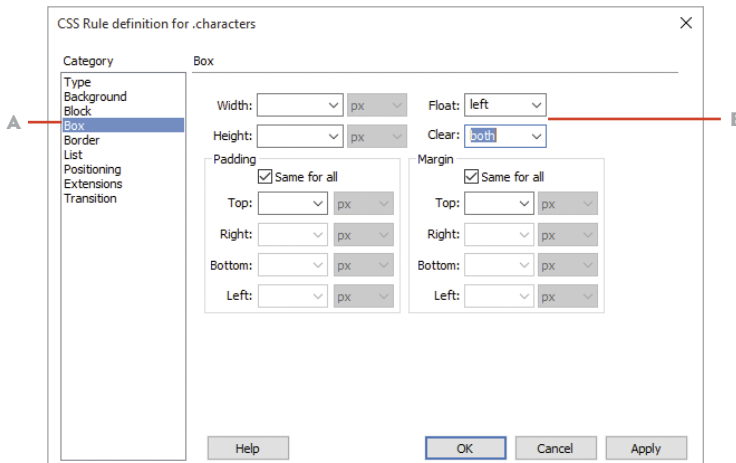 CSS Rule definition for .characters
Category
Box
Type
Background
Block
Box
Border
List
Positioning
Extensions
Transition
A
Width: px Float: left
Height: px Clear: both
Padding Margin
Same for all Same for all
Top: px Top: px
Right: px Right: px
Bottom: px Bottom: px
Left: px Left: px
Help OK Cancel Apply